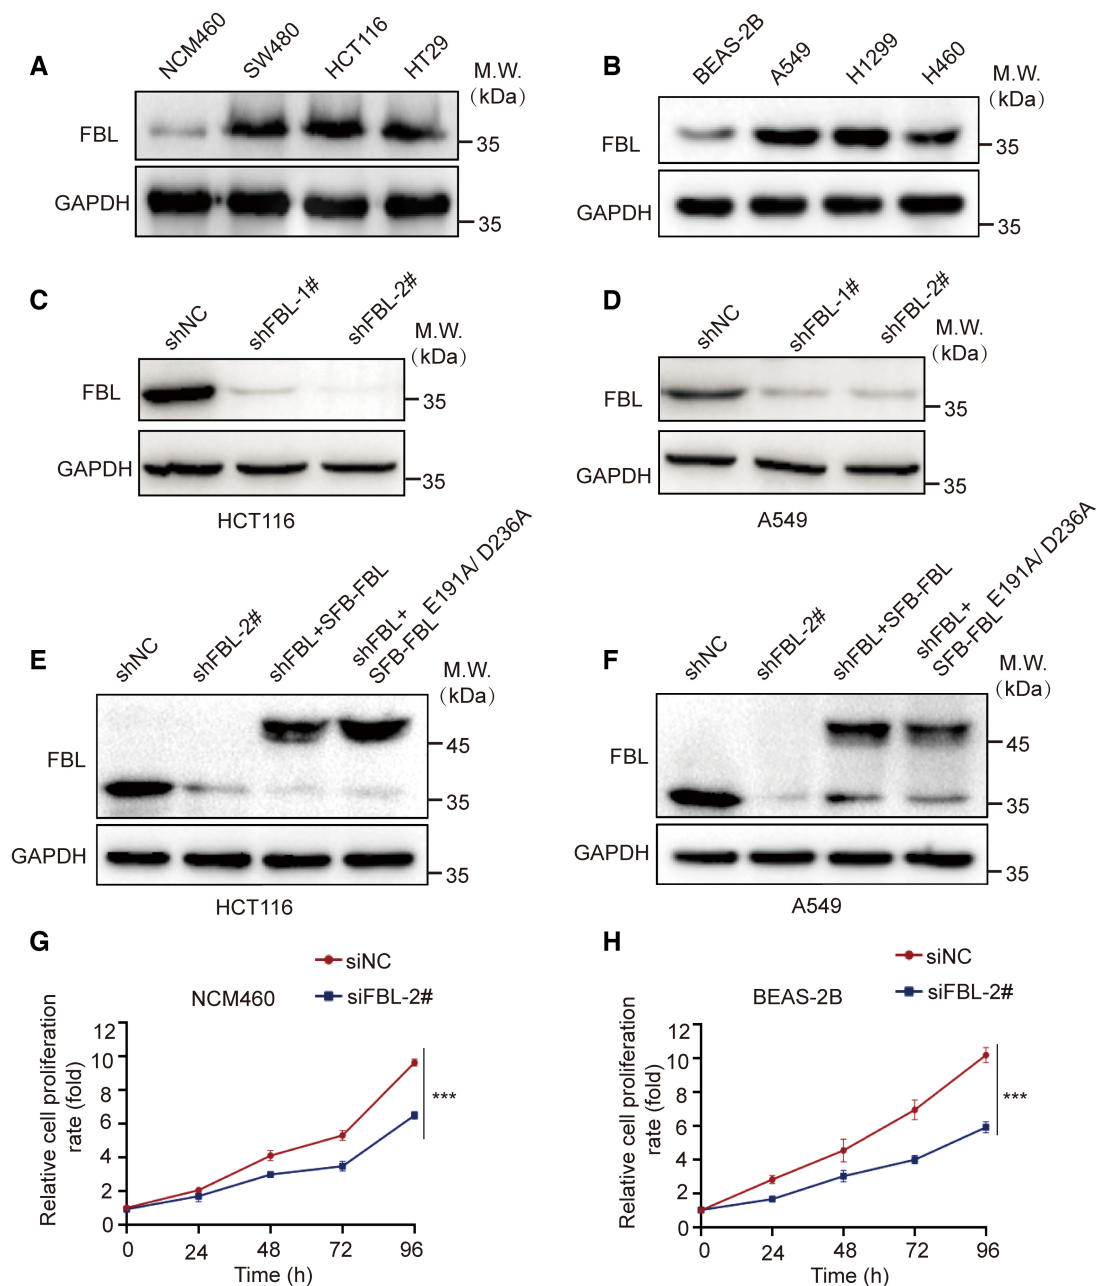 A
NCM460
SW480
HCT116
HT29
M.W.
(kDa)
FBL
35
GAPDH
35
B
BEAS-2B
A549
H1299
H460
M.W.
(kDa)
FBL
35
GAPDH
35
C
shNC
shFBL-1#
shFBL-2#
M.W.
(kDa)
FBL
35
GAPDH
35
HCT116
D
shNC
shFBL-1#
shFBL-2#
M.W.
(kDa)
FBL
35
GAPDH
35
A549
E
shNC
shFBL-2#
shFBL+SFB-FBL
shFBL+
SFB-FBL E191A/ D236A
M.W.
(kDa)
FBL
45
35
GAPDH
35
HCT116
F
shNC
shFBL-2#
shFBL+SFB-FBL
shFBL+
SFB-FBL E191A/ D236A
M.W.
(kDa)
FBL
45
35
GAPDH
35
A549
G
siNC
siFBL-2#
NCM460
Relative cell proliferation
rate (fold)
12
10
8
6
4
2
0
***
0 24 48 72 96
Time (h)
H
siNC
siFBL-2#
BEAS-2B
Relative cell proliferation
rate (fold)
12
10
8
6
4
2
0
***
0 24 48 72 96
Time (h)